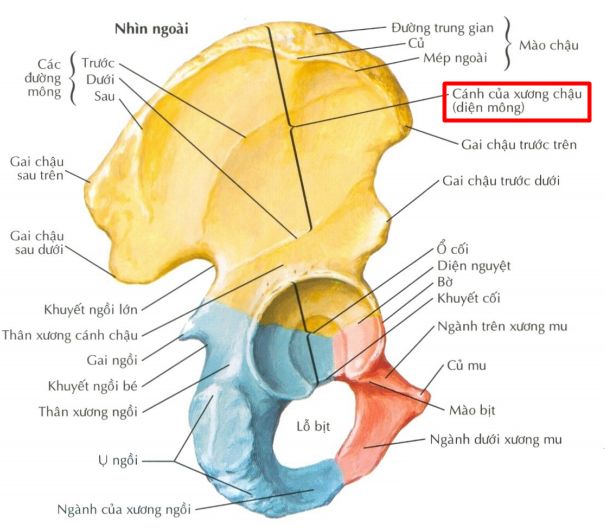 Nhìn ngoài
Đường trung gian
Củ
Mép ngoài
Mào chậu
Các
đường
mông
Trước
Dưới
Sau
Cánh của xương chậu
(diện mông)
Gai chậu trước trên
Gai chậu
sau trên
Gai chậu trước dưới
Gai chậu
sau dưới
Ổ cối
Diện nguyệt
Bờ
Khuyết cối
Khuyết ngồi lớn
Thân xương cánh chậu
Gai ngồi
Khuyết ngồi bé
Thân xương ngồi
Ngành trên xương mu
Củ mu
Mào bịt
Lỗ bịt
Ngành dưới xương mu
Ụ ngồi
Ngành của xương ngồi